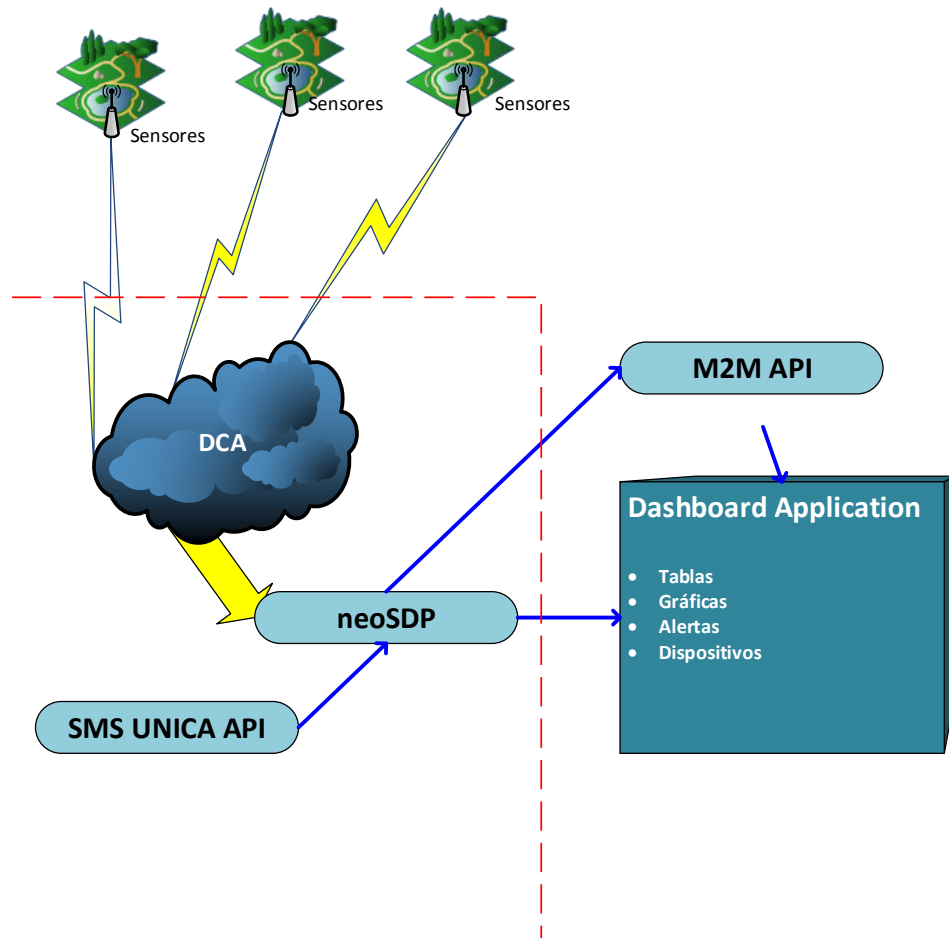 Sensores
Sensores
Sensores
DCA
M2M API
Dashboard Application
• Tablas
• Gráficas
• Alertas
• Dispositivos
neoSDP
SMS UNICA API